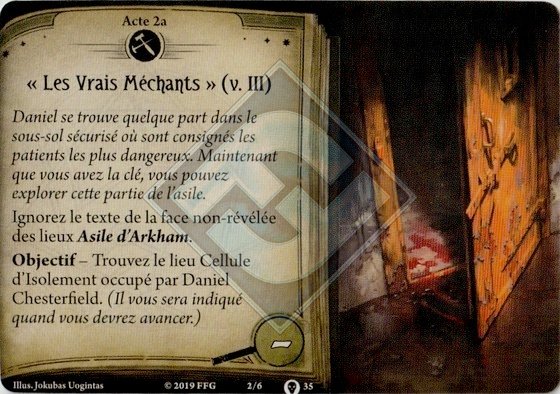 Acte 2a
« Les Vrais Méchants » (v. III)
Daniel se trouve quelque part dans le
sous-sol sécurisé où sont consignés les
patients les plus dangereux. Maintenant
que vous avez la clé, vous pouvez
explorer cette partie de l'asile.
Ignorez le texte de la face non-révélée
des lieux Asile d'Arkham.
Objectif – Trouvez le lieu Cellule
d'Isolement occupé par Daniel
Chesterfield. (Il vous sera indiqué
quand vous devrez avancer.)
–
Illus. Jokubas Uogintas
© 2019 FFG
2/6
35